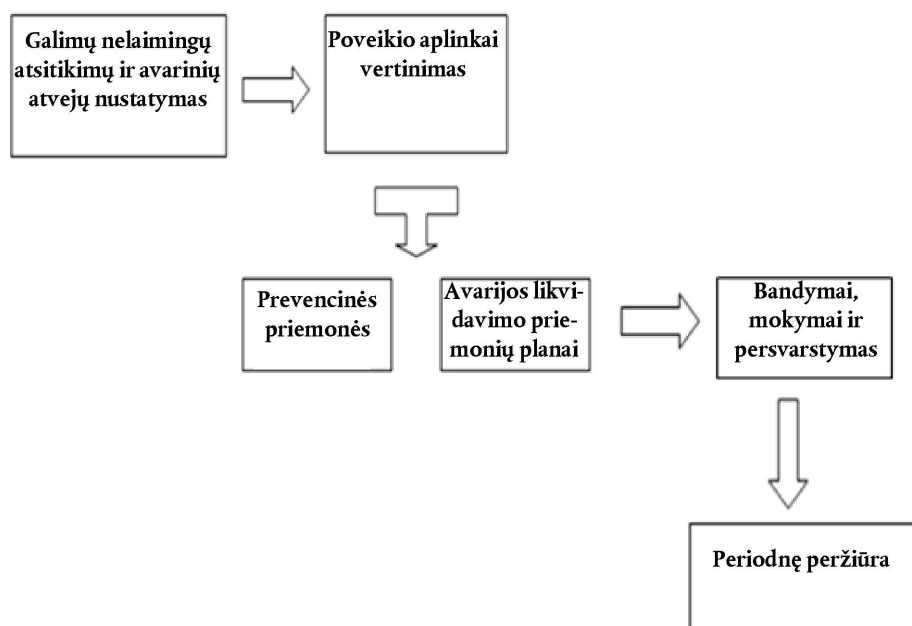 Galimų nelaimingų
atsitikimų ir avarinių
atvejų nustatymas
Poveikio aplinkai
vertinimas
Prevencinės
priemonės
Avarijos likvi-
davimo prie-
monių planai
Bandymai,
mokymai ir
persvarstymas
Periodnę peržiūra